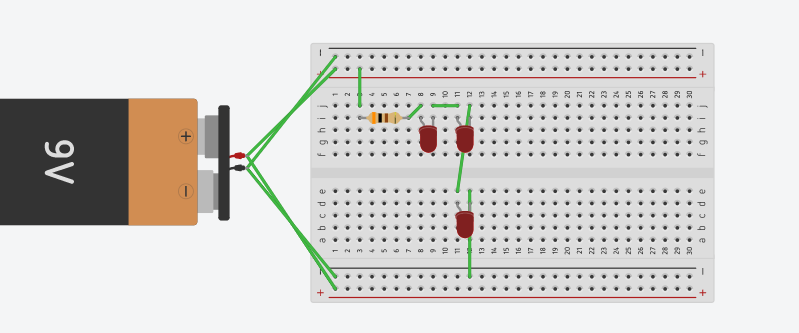 9V
+
−
− −
+ +
1 2 3 4 5 6 7 8 9 10 11 12 13 14 15 16 17 18 19 20 21 22 23 24 25 26 27 28 29 30
j j
i i
h h
g g
f f
e e
d d
c c
b b
a a
1 2 3 4 5 6 7 8 9 10 11 12 13 14 15 16 17 18 19 20 21 22 23 24 25 26 27 28 29 30
− −
+ +